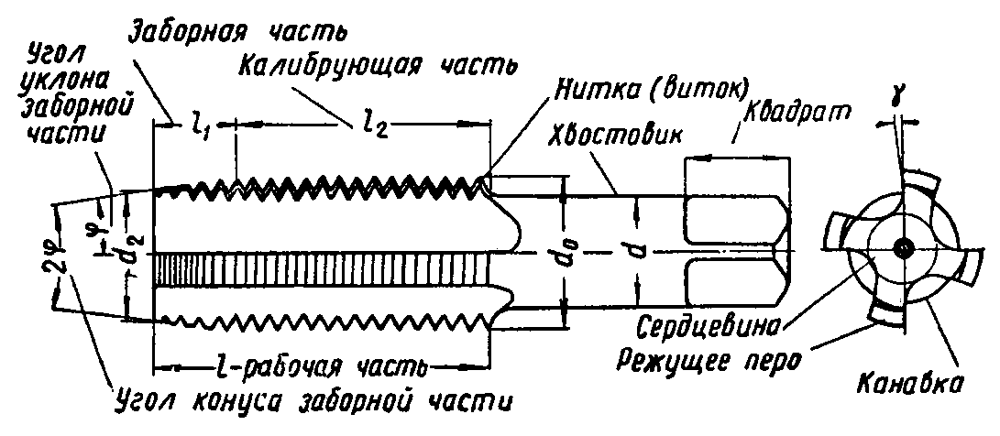 Заборная часть
Угол
уклона
заборной
части
Калибрующая часть
Нитка (виток)
Квадрат
Хвостовик
γ
l₁
l₂
2φ
φ
d₂
d₀
d
Сердцевина
Режущее перо
Канавка
l-рабочая часть
Угол конуса заборной части